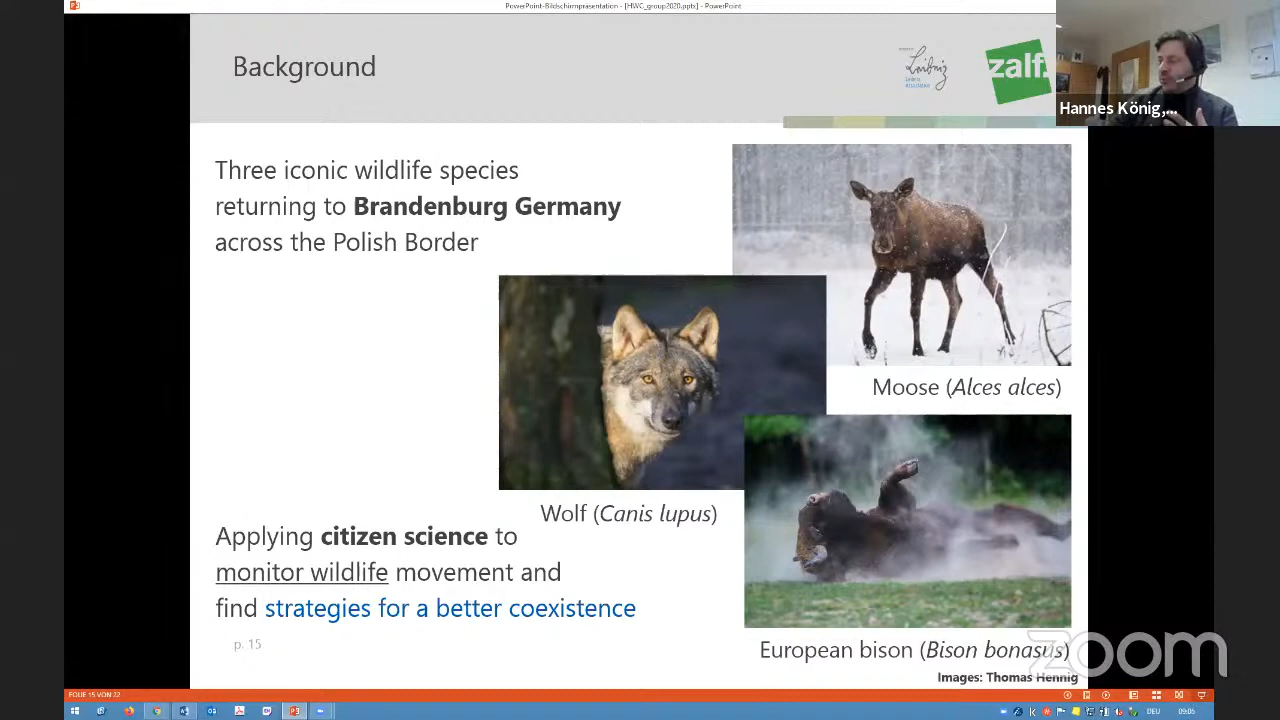 PowerPoint-Bildschirmpräsentation - [HWC_group2020.pptx] - PowerPoint
Background
Leibniz
zalf.
Hannes König,...
Three iconic wildlife species
returning to Brandenburg Germany
across the Polish Border
Moose (Alces alces)
Wolf (Canis lupus)
Applying citizen science to
monitor wildlife movement and
find strategies for a better coexistence
p. 15
European bison (Bison bonasus)
Images: Thomas Hennig
zoom
FOLIE 15 VON 22
DEU
09:05